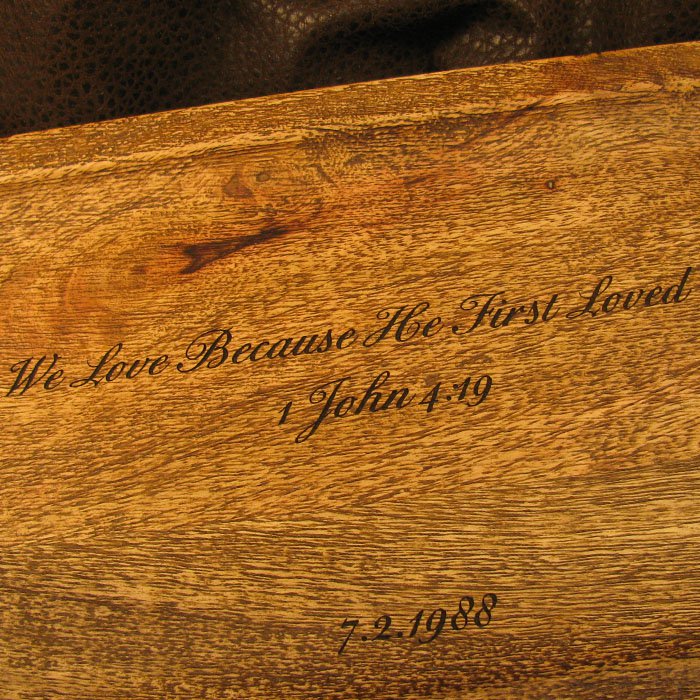 We Love Because He First Loved
1 John 4:19
7.2.1988